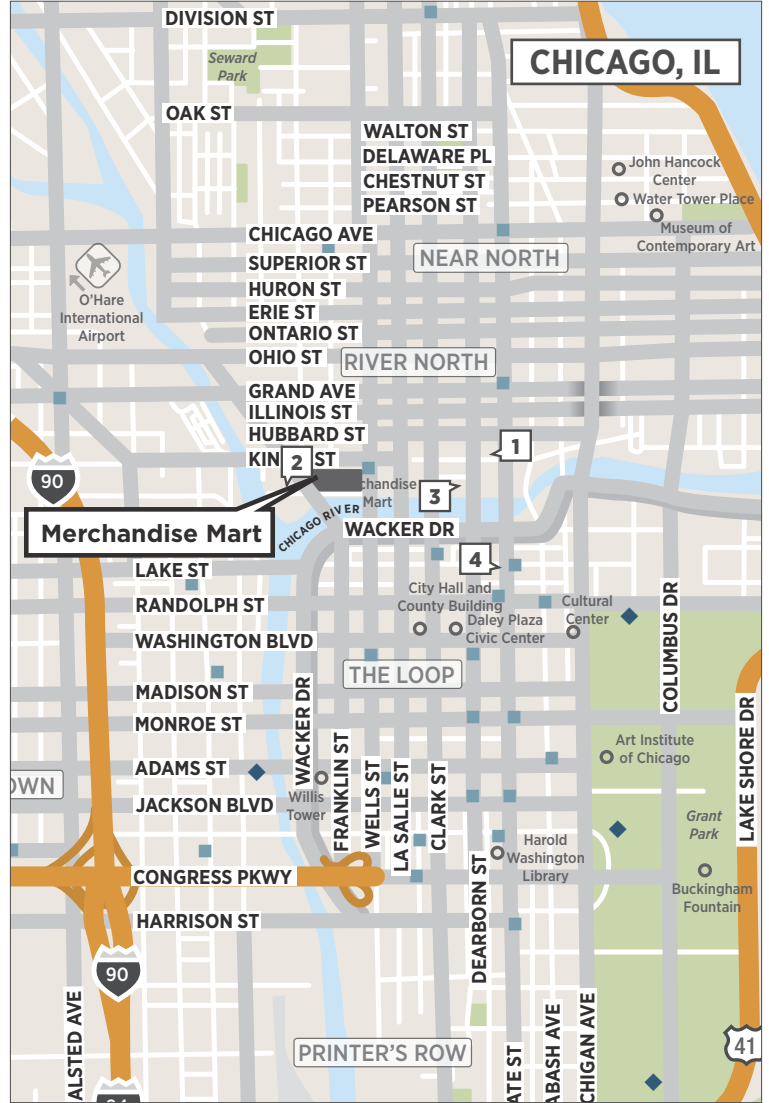 DIVISION ST
CHICAGO, IL
Seward
Park
OAK ST
WALTON ST
DELAWARE PL
CHESTNUT ST
PEARSON ST
John Hancock
Center
Water Tower Place
Museum of
Contemporary Art
CHICAGO AVE
NEAR NORTH
SUPERIOR ST
HURON ST
O'Hare
International
Airport
ERIE ST
ONTARIO ST
OHIO ST
RIVER NORTH
GRAND AVE
ILLINOIS ST
HUBBARD ST
1
KIN
2
ST
90
chandise
Mart
3
Merchandise Mart
CHICAGO RIVER
WACKER DR
4
LAKE ST
RANDOLPH ST
City Hall and
County Building
Daley Plaza
Civic Center
Cultural
Center
WASHINGTON BLVD
COLUMBUS DR
THE LOOP
MADISON ST
MONROE ST
WACKER DR
LAKE SHORE DR
ADAMS ST
OWN
Willis
Tower
JACKSON BLVD
FRANKLIN ST
WELLS ST
LA SALLE ST
CLARK ST
Art Institute
of Chicago
Grant
Park
Harold
Washington
Library
CONGRESS PKWY
DEARBORN ST
Buckingham
Fountain
HARRISON ST
90
ALSTED AVE
PRINTER'S ROW
ATE ST
ABASH AVE
CHIGAN AVE
41